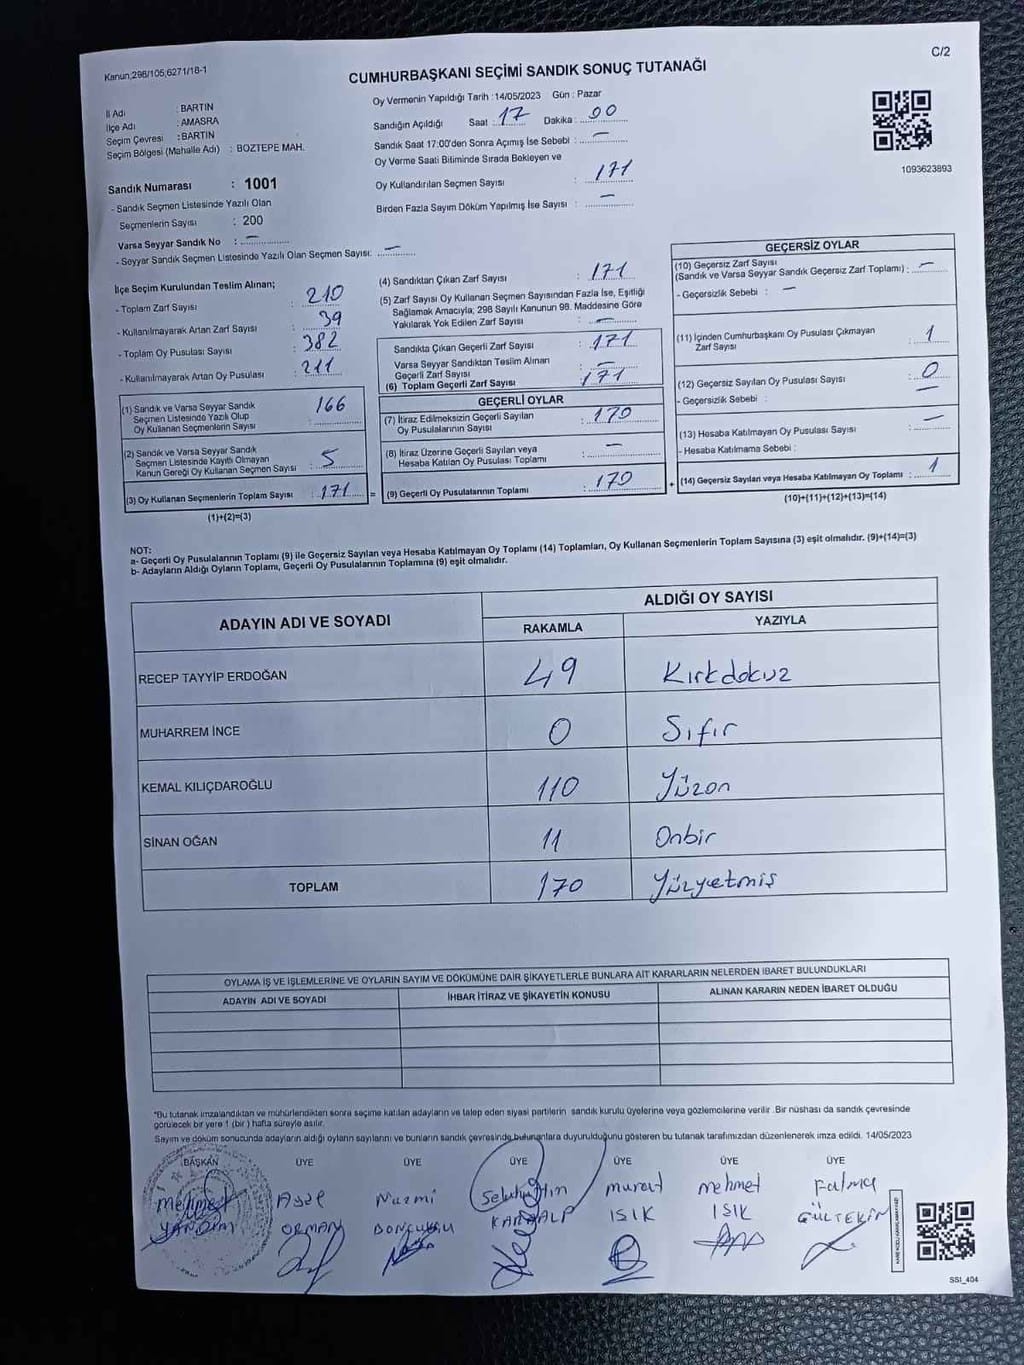 Kanun;298/105;6271/18-1
C/2
CUMHURBAŞKANI SEÇİMİ SANDIK SONUÇ TUTANAĞI
İl Adı : BARTIN
İlçe Adı : AMASRA
Seçim Çevresi : BARTIN
Seçim Bölgesi (Mahalle Adı) : BOZTEPE MAH.
Sandık Numarası : 1001
- Sandık Seçmen Listesinde Yazılı Olan
Seçmenlerin Sayısı : 200
Varsa Seyyar Sandık No : –
- Seyyar Sandık Seçmen Listesinde Yazılı Olan Seçmen Sayısı: –
Oy Vermenin Yapıldığı Tarih :14/05/2023 Gün : Pazar
Sandığın Açıldığı Saat : 17 Dakika : 00
Sandık Saat 17:00'den Sonra Açımış İse Sebebi : –
Oy Verme Saati Bitiminde Sırada Bekleyen ve
Oy Kullandırılan Seçmen Sayısı : 171
Birden Fazla Sayım Döküm Yapılmış İse Sayısı : –
1093623893
İlçe Seçim Kurulundan Teslim Alınan;
- Toplam Zarf Sayısı : 210
- Kullanılmayarak Artan Zarf Sayısı : 39
- Toplam Oy Pusulası Sayısı : 382
- Kullanılmayarak Artan Oy Pusulası : 211
(1) Sandık ve Varsa Seyyar Sandık
Seçmen Listesinde Yazılı Olup
Oy Kullanan Seçmenlerin Sayısı : 166
(2) Sandık ve Varsa Seyyar Sandık
Seçmen Listesinde Kayıtlı Olmayan
Kanun Gereği Oy Kullanan Seçmen Sayısı : 5
(3) Oy Kullanan Seçmenlerin Toplam Sayısı : 171 =
(1)+(2)=(3)
(4) Sandıktan Çıkan Zarf Sayısı : 171
(5) Zarf Sayısı Oy Kullanan Seçmen Sayısından Fazla İse, Eşitliği
Sağlamak Amacıyla; 298 Sayılı Kanunun 98. Maddesine Göre
Yakılarak Yok Edilen Zarf Sayısı : –
Sandıkta Çıkan Geçerli Zarf Sayısı : 171
Varsa Seyyar Sandıktan Teslim Alınan
Geçerli Zarf Sayısı : –
(6) Toplam Geçerli Zarf Sayısı : 171
GEÇERLİ OYLAR
(7) İtiraz Edilmeksizin Geçerli Sayılan
Oy Pusulalarının Sayısı : 170
(8) İtiraz Üzerine Geçerli Sayılan veya
Hesaba Katılan Oy Pusulası Toplamı : –
(9) Geçerli Oy Pusulalarının Toplamı : 170 +
GEÇERSİZ OYLAR
(10) Geçersiz Zarf Sayısı
(Sandık ve Varsa Seyyar Sandık Geçersiz Zarf Toplamı) : –
- Geçersizlik Sebebi : –
(11) İçinden Cumhurbaşkanı Oy Pusulası Çıkmayan
Zarf Sayısı : 1
(12) Geçersiz Sayılan Oy Pusulası Sayısı : 0
- Geçersizlik Sebebi : –
(13) Hesaba Katılmayan Oy Pusulası Sayısı : –
- Hesaba Katılmama Sebebi :
(14) Geçersiz Sayılan veya Hesaba Katılmayan Oy Toplamı : 1
(10)+(11)+(12)+(13)=(14)
NOT:
a- Geçerli Oy Pusulalarının Toplamı (9) ile Geçersiz Sayılan veya Hesaba Katılmayan Oy Toplamı (14) Toplamları, Oy Kullanan Seçmenlerin Toplam Sayısına (3) eşit olmalıdır. (9)+(14)=(3)
b- Adayların Aldığı Oyların Toplamı, Geçerli Oy Pusulalarının Toplamına (9) eşit olmalıdır.
ADAYIN ADI VE SOYADI ALDIĞI OY SAYISI
RAKAMLA YAZIYLA
RECEP TAYYİP ERDOĞAN 49 Kırkdokuz
MUHARREM İNCE 0 Sıfır
KEMAL KILIÇDAROĞLU 110 Yüzon
SİNAN OĞAN 11 Onbir
TOPLAM 170 Yüzyetmiş
OYLAMA İŞ VE İŞLEMLERİNE VE OYLARIN SAYIM VE DÖKÜMÜNE DAİR ŞİKAYETLERLE BUNLARA AİT KARARLARIN NELERDEN İBARET BULUNDUKLARI
ADAYIN ADI VE SOYADI İHBAR İTİRAZ VE ŞİKAYETİN KONUSU ALINAN KARARIN NEDEN İBARET OLDUĞU
*Bu tutanak imzalandıktan ve mühürlendikten sonra seçime katılan adayların ve talep eden siyasi partilerin sandık kurulu üyelerine veya gözlemcilerine verilir .Bir nüshası da sandık çevresinde
görülecek bir yere 1 (bir ) hafta süreyle asılır.
Sayım ve döküm sonucunda adayların aldığı oyların sayılarını ve bunların sandık çevresinde bulunanlara duyurulduğunu gösteren bu tutanak tarafımızdan düzenlenerek imza edildi. 14/05/2023
BAŞKAN ÜYE ÜYE ÜYE ÜYE ÜYE ÜYE
Mehmet Aysel Nazmi Selahattin Murat Mehmet Fatma
YANDIM ORMAN KARAALP IŞIK IŞIK GÜLTEKİN
SSI_404